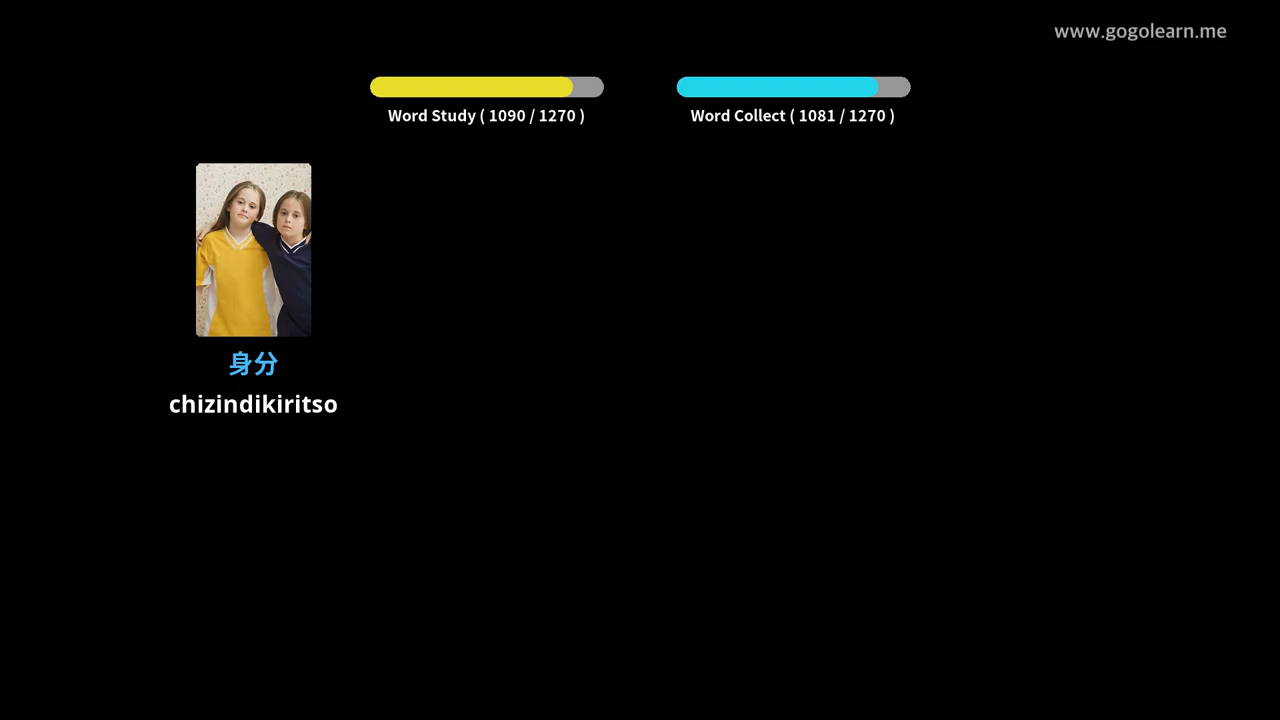 www.gogolearn.me
Word Study ( 1090 / 1270 )
Word Collect ( 1081 / 1270 )
身分
chizindikiritso